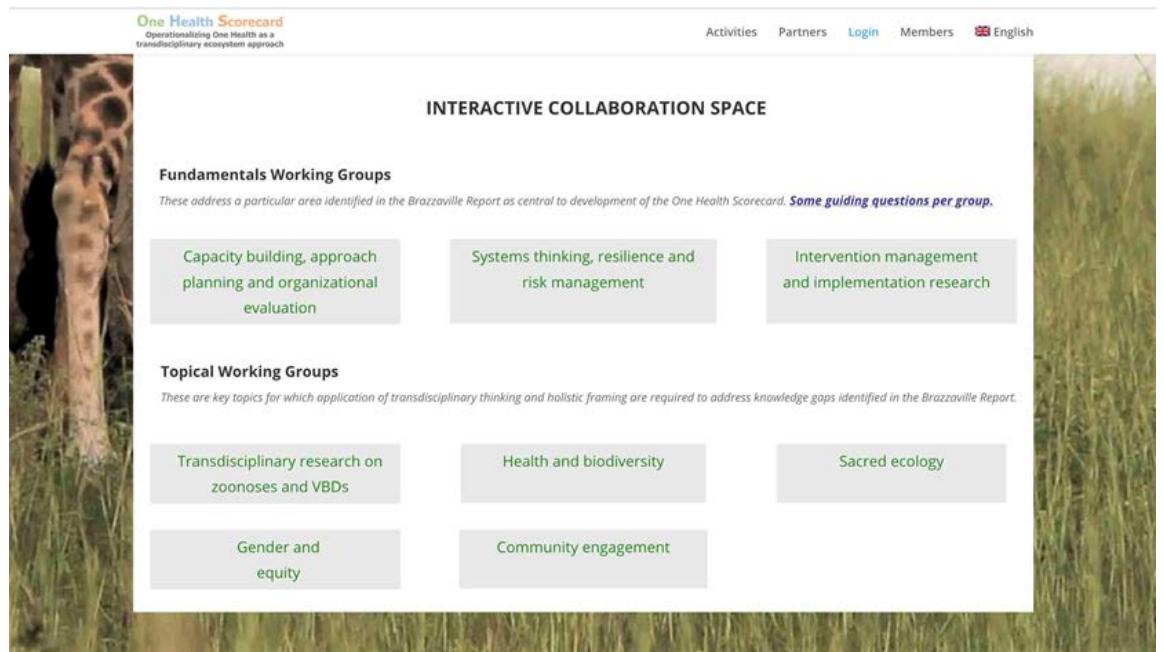 One Health Scorecard
Operationalizing One Health as a
transdisciplinary ecosystem approach
Activities Partners Login Members English
INTERACTIVE COLLABORATION SPACE
Fundamentals Working Groups
These address a particular area identified in the Brazzaville Report as central to development of the One Health Scorecard. Some guiding questions per group.
Capacity building, approach
planning and organizational
evaluation
Systems thinking, resilience and
risk management
Intervention management
and implementation research
Topical Working Groups
These are key topics for which application of transdisciplinary thinking and holistic framing are required to address knowledge gaps identified in the Brazzaville Report.
Transdisciplinary research on
zoonoses and VBDs
Health and biodiversity
Sacred ecology
Gender and
equity
Community engagement